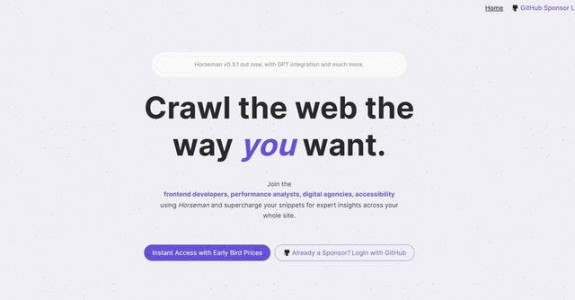 Home GitHub Sponsor L
Horseman v0.3.1 out now, with GPT integration and much more.
Crawl the web the
way you want.
Join the
frontend developers, performance analysts, digital agencies, accessibility
using Horseman and supercharge your snippets for expert insights across your
whole site.
Instant Access with Early Bird Prices Already a Sponsor? Login with GitHub